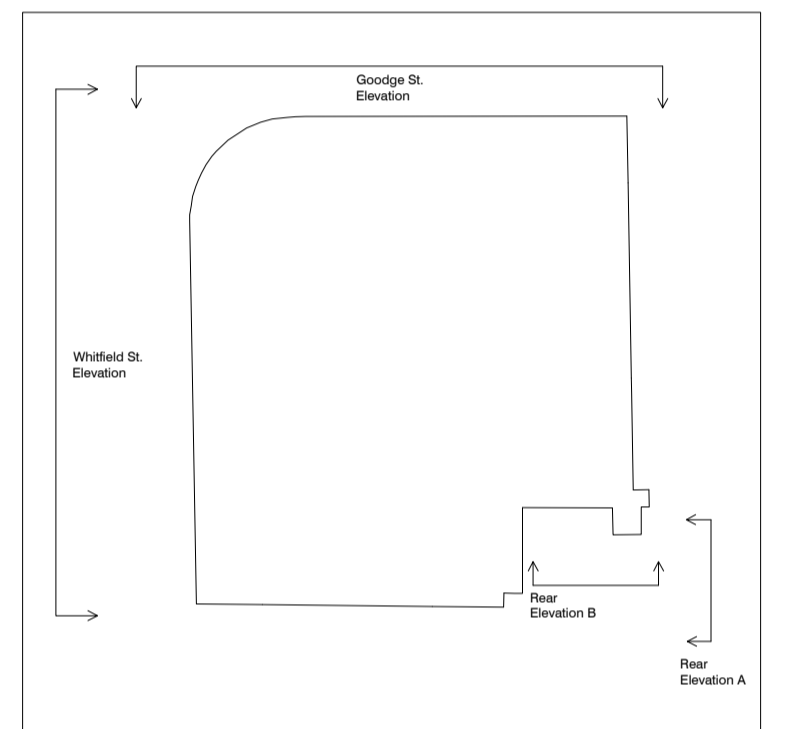 Goodge St.
Elevation
Whitfield St.
Elevation
Rear
Elevation B
Rear
Elevation A